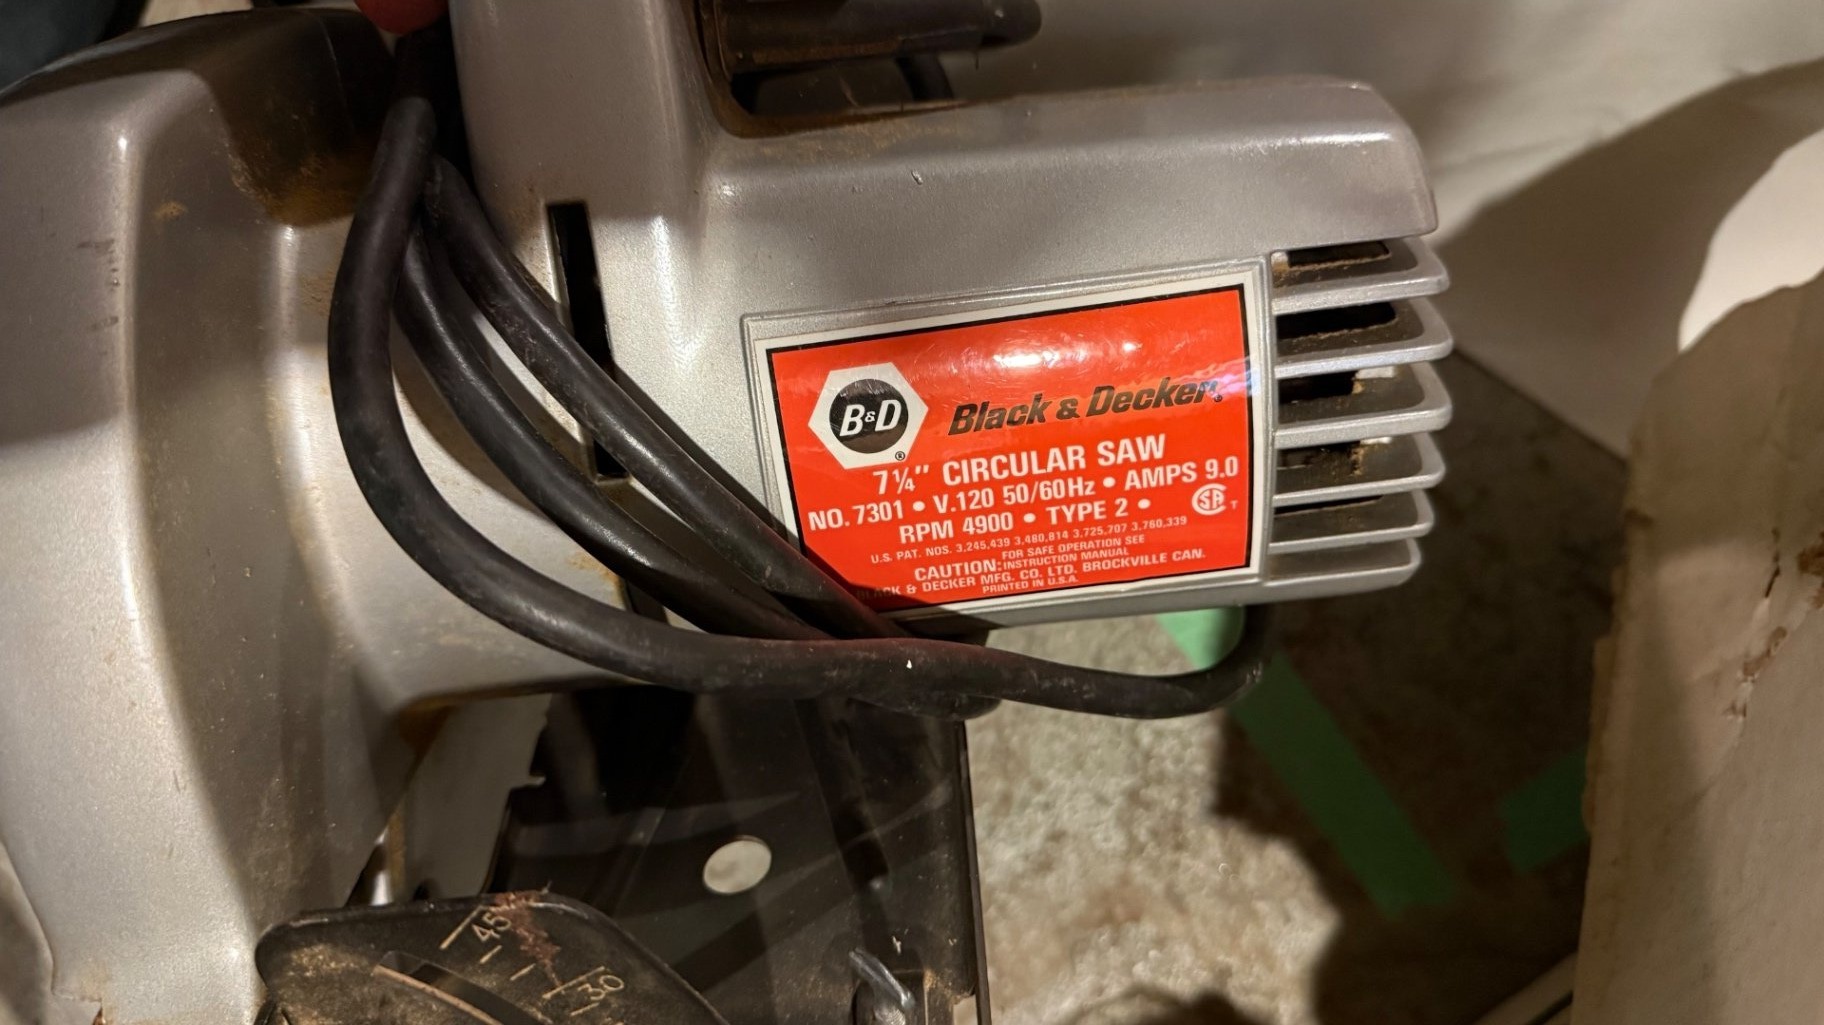 B&D® Black & Decker®
7¼" CIRCULAR SAW
NO. 7301 • V.120 50/60Hz • AMPS 9.0
RPM 4900 • TYPE 2 • SA T
U.S. PAT. NOS. 3,245,439 3,480,814 3,725,707 3,760,339
CAUTION: FOR SAFE OPERATION SEE
INSTRUCTION MANUAL
BLACK & DECKER MFG. CO. LTD. BROCKVILLE CAN.
PRINTED IN U.S.A.
45
30